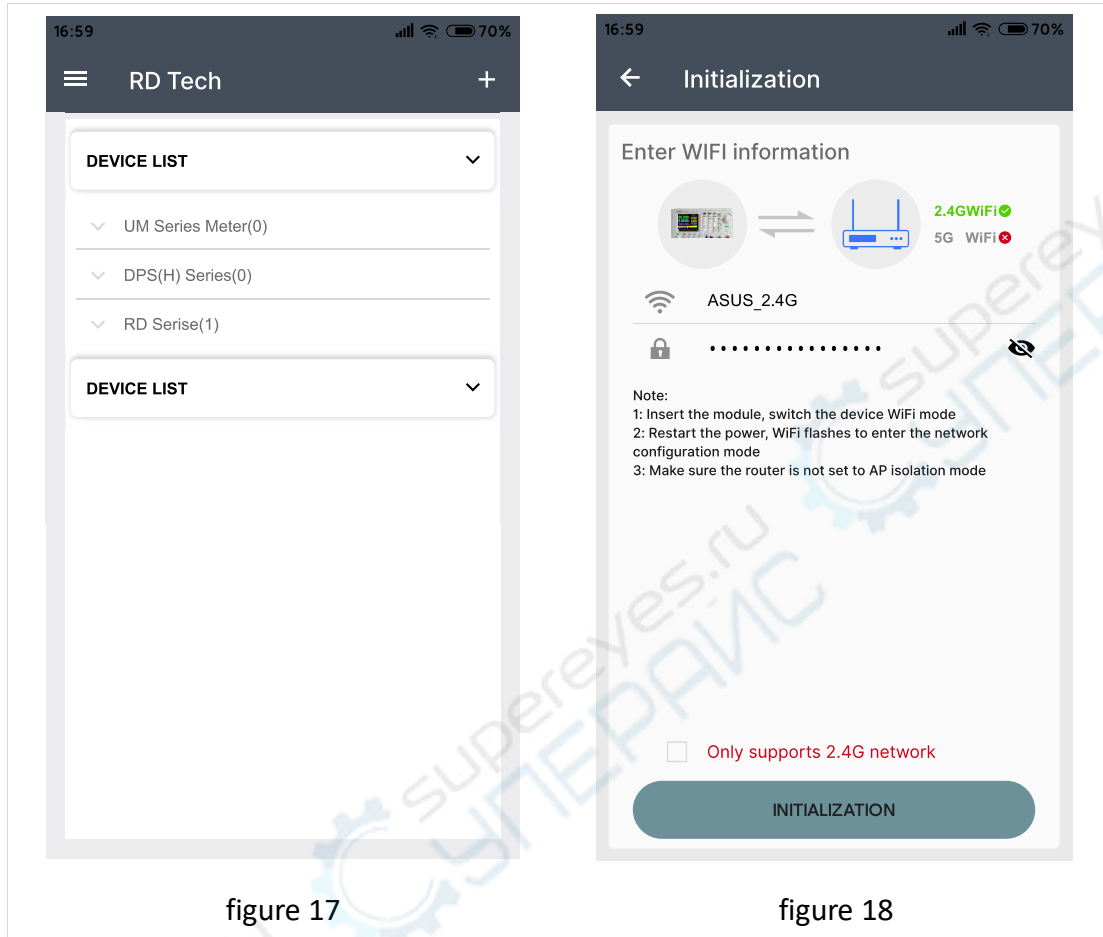 16:59
70%
RD Tech
+
DEVICE LIST
UM Series Meter(0)
DPS(H) Series(0)
RD Serise(1)
DEVICE LIST
figure 17
16:59
70%
Initialization
Enter WIFI information
2.4GWiFi
5G WiFi
ASUS_2.4G
••••••••••••••••
Note:
1: Insert the module, switch the device WiFi mode
2: Restart the power, WiFi flashes to enter the network
configuration mode
3: Make sure the router is not set to AP isolation mode
Only supports 2.4G network
INITIALIZATION
figure 18
supereyes.ru
СУПЕРАЙС